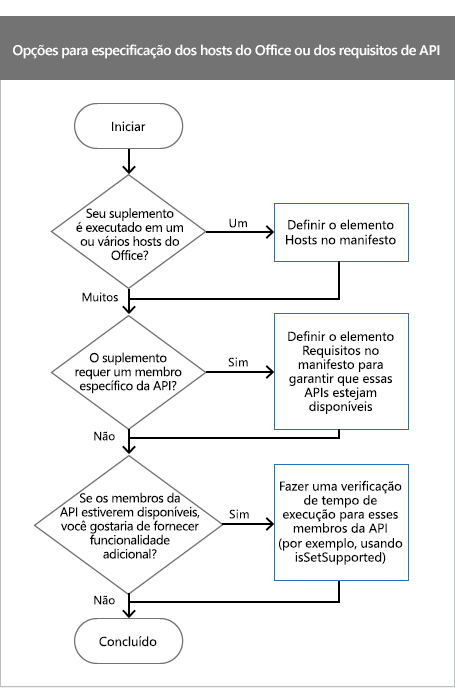 Opções para especificação dos hosts do Office ou dos requisitos de API
Iniciar
Seu suplemento
é executado em um
ou vários hosts do
Office?
Um
Definir o elemento
Hosts no manifesto
Muitos
O suplemento
requer um membro
específico da API?
Sim
Definir o elemento
Requisitos no
manifesto para
garantir que essas
APIs estejam
disponíveis
Não
Se os membros da
API estiverem disponíveis,
você gostaria de fornecer
funcionalidade
adicional?
Sim
Fazer uma verificação
de tempo de
execução para esses
membros da API
(por exemplo, usando
isSetSupported)
Não
Concluído